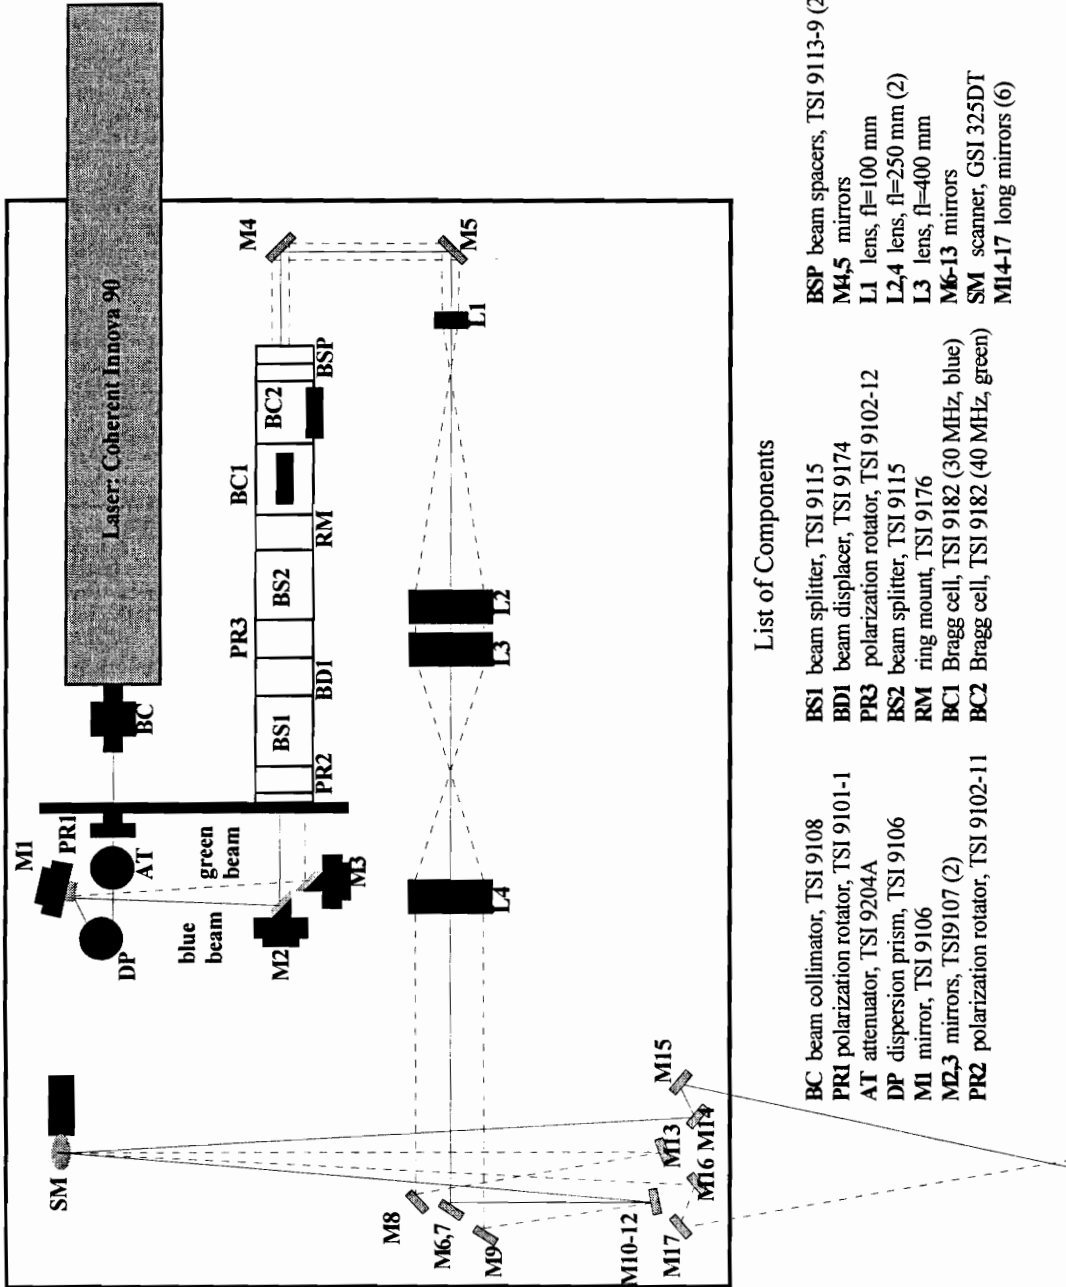 Laser: Coherent Innova 90
BC
PR1
AT
M1
DP
green
beam
blue
beam
M2
M3
PR2
BS1
BD1
PR3
BS2
RM
BC1
BC2
BSP
M4
M5
L1
L2
L3
L4
SM
M8
M6,7
M9
M10-12
M13
M14
M15
M16
M17
List of Components
BC beam collimator, TSI 9108
PR1 polarization rotator, TSI 9101-1
AT attenuator, TSI 9204A
DP dispersion prism, TSI 9106
M1 mirror, TSI 9106
M2,3 mirrors, TSI9107 (2)
PR2 polarization rotator, TSI 9102-11
BS1 beam splitter, TSI 9115
BD1 beam displacer, TSI 9174
PR3 polarization rotator, TSI 9102-12
BS2 beam splitter, TSI 9115
RM ring mount, TSI 9176
BC1 Bragg cell, TSI 9182 (30 MHz, blue)
BC2 Bragg cell, TSI 9182 (40 MHz, green)
BSP beam spacers, TSI 9113-9 (2
M4,5 mirrors
L1 lens, fl=100 mm
L2,4 lens, fl=250 mm (2)
L3 lens, fl=400 mm
M6-13 mirrors
SM scanner, GSI 325DT
M14-17 long mirrors (6)